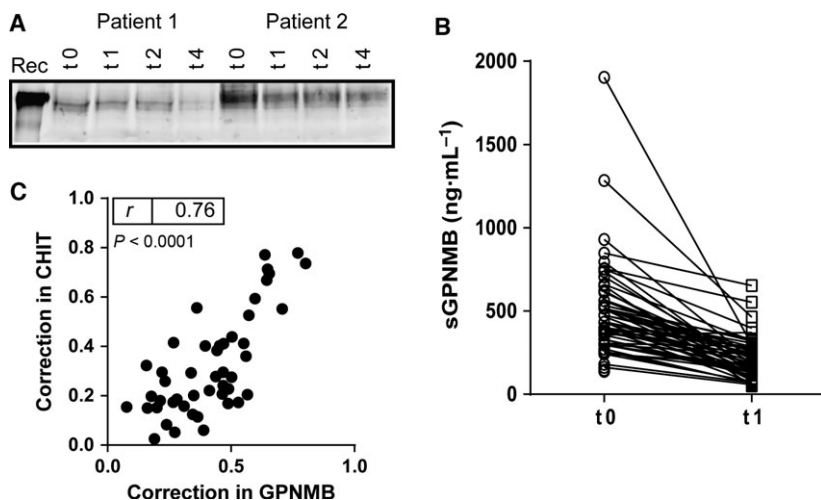 A
Patient 1
Patient 2
Rec
t0
t1
t2
t4
t0
t1
t2
t4
B
sGPNMB (ng·mL⁻¹)
2000
1500
1000
500
0
t0
t1
C
Correction in CHIT
1.0
0.8
0.6
0.4
0.2
0.0
r 0.76
P < 0.0001
0.0
0.5
1.0
Correction in GPNMB